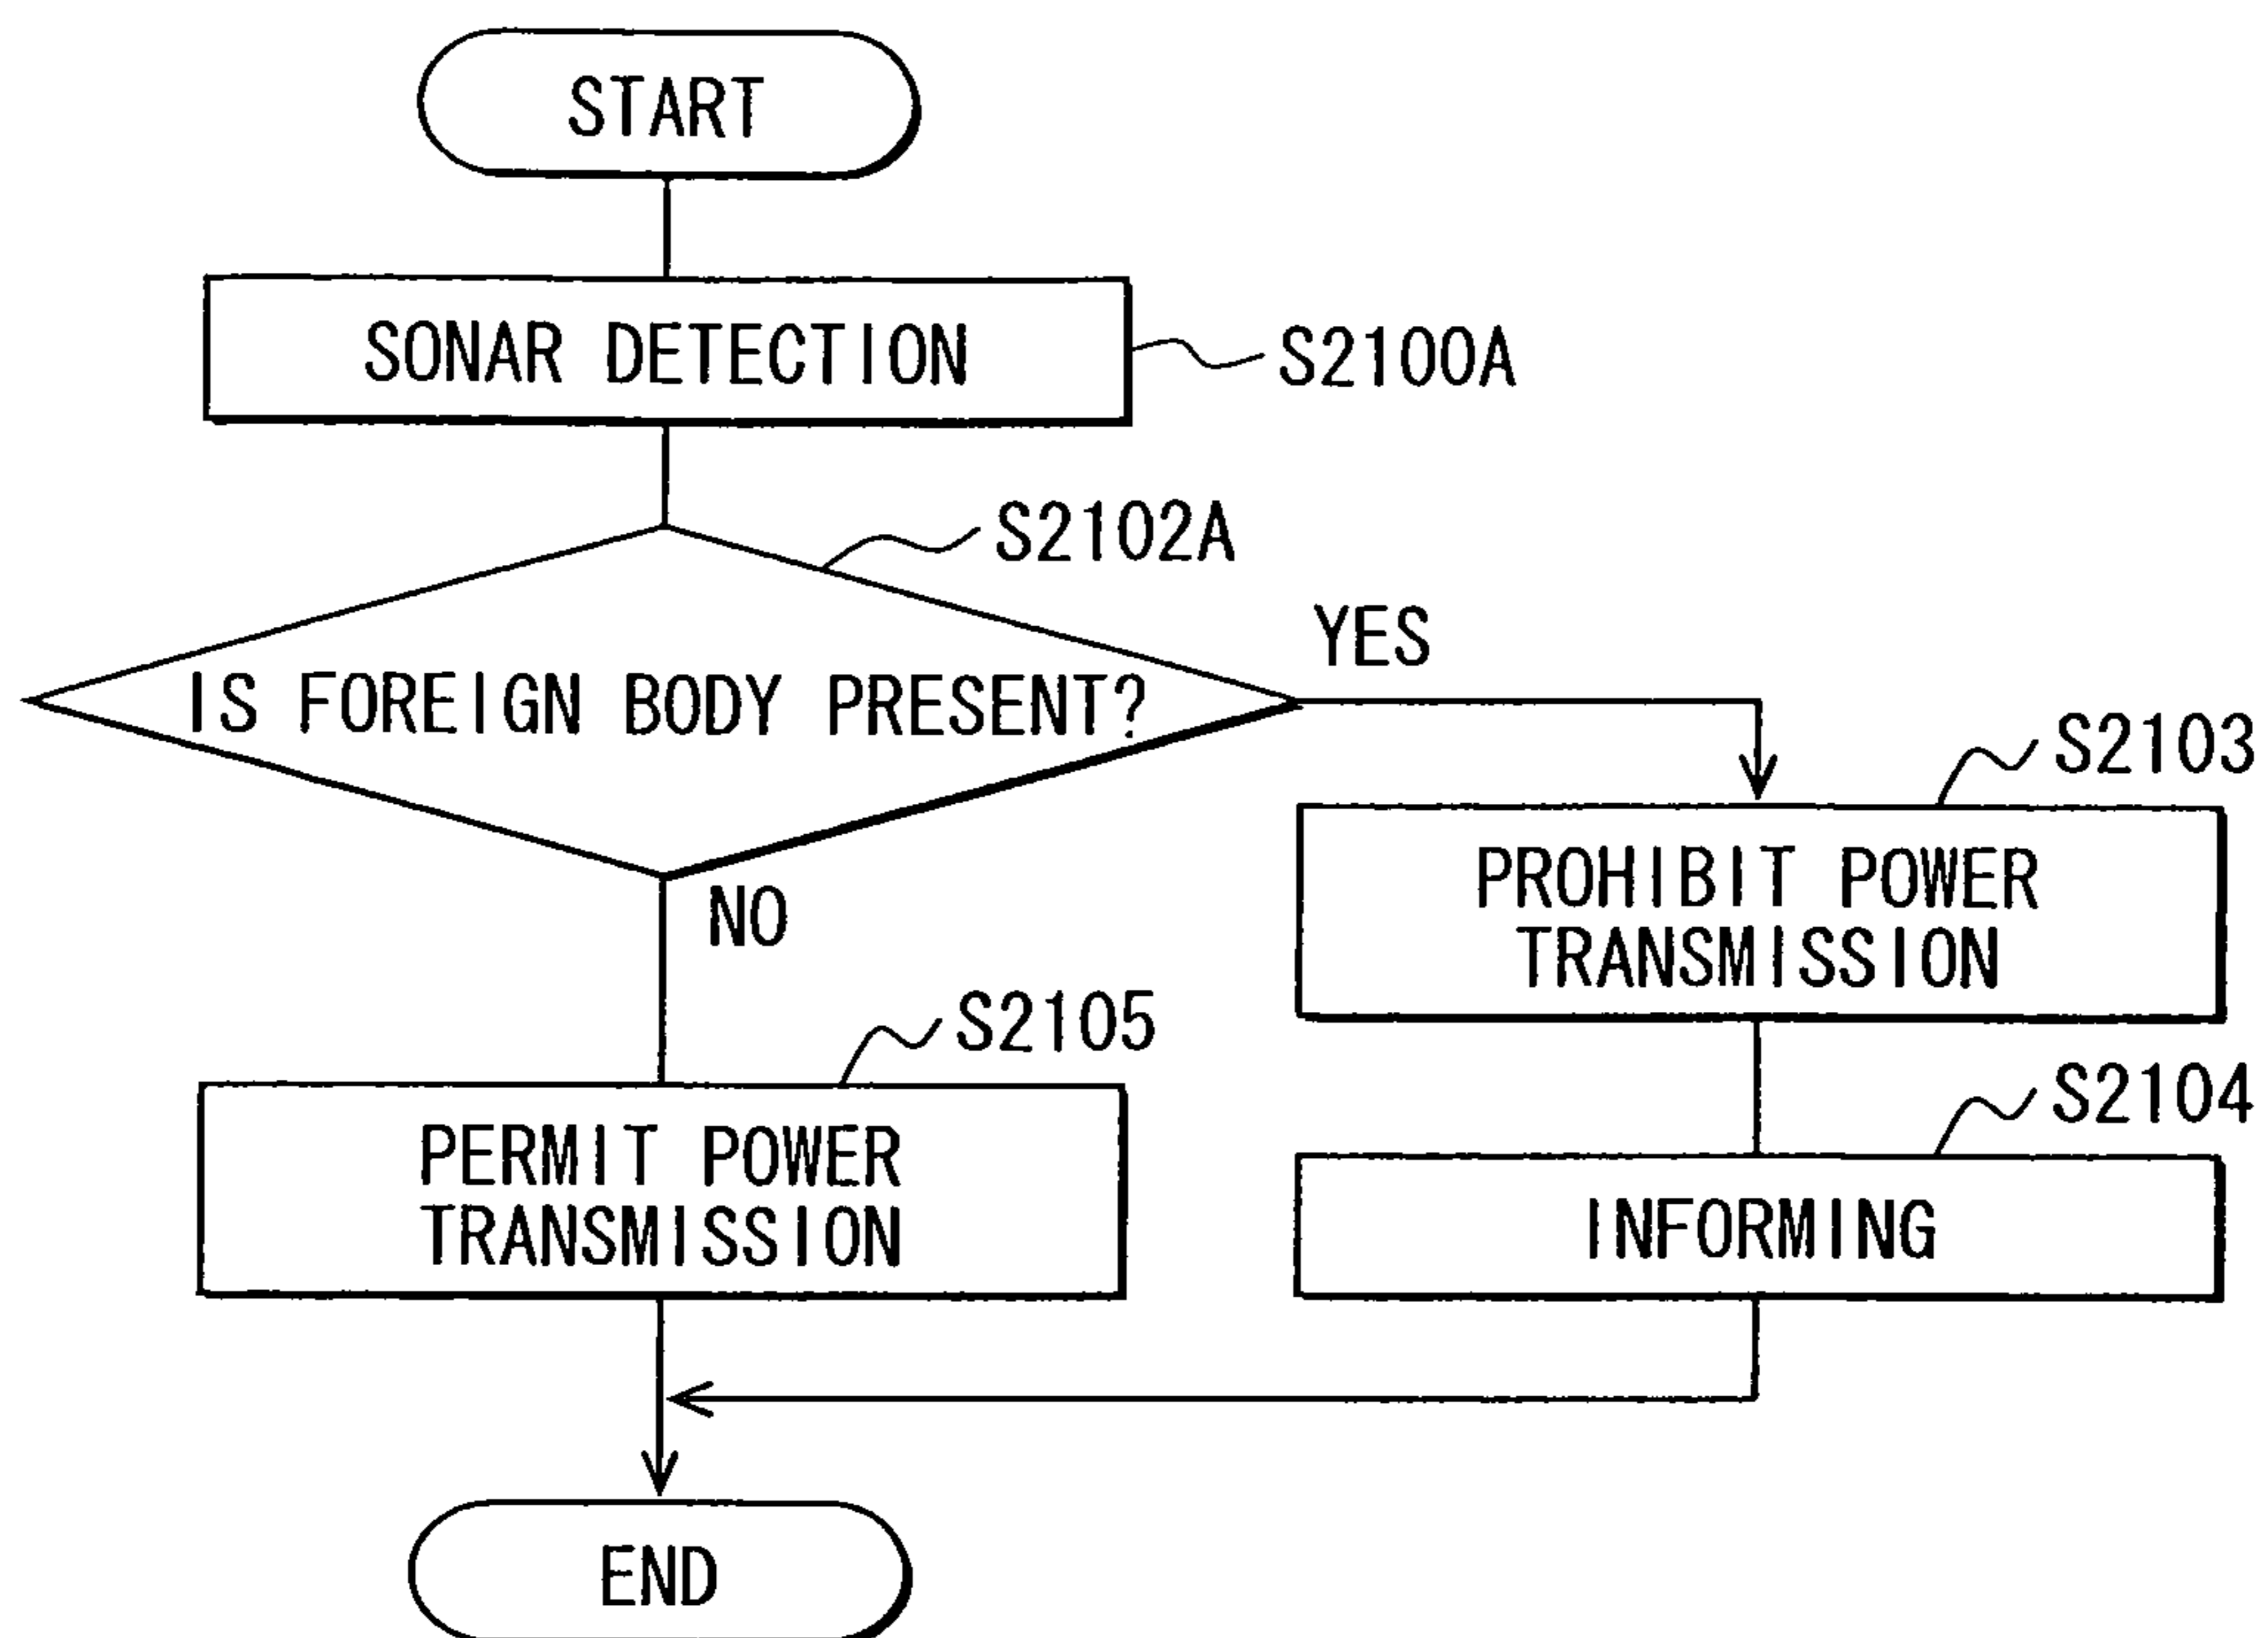 START
SONAR DETECTION
S2100A
S2102A
IS FOREIGN BODY PRESENT?
YES
NO
S2103
PROHIBIT POWER
TRANSMISSION
S2105
PERMIT POWER
TRANSMISSION
S2104
INFORMING
END